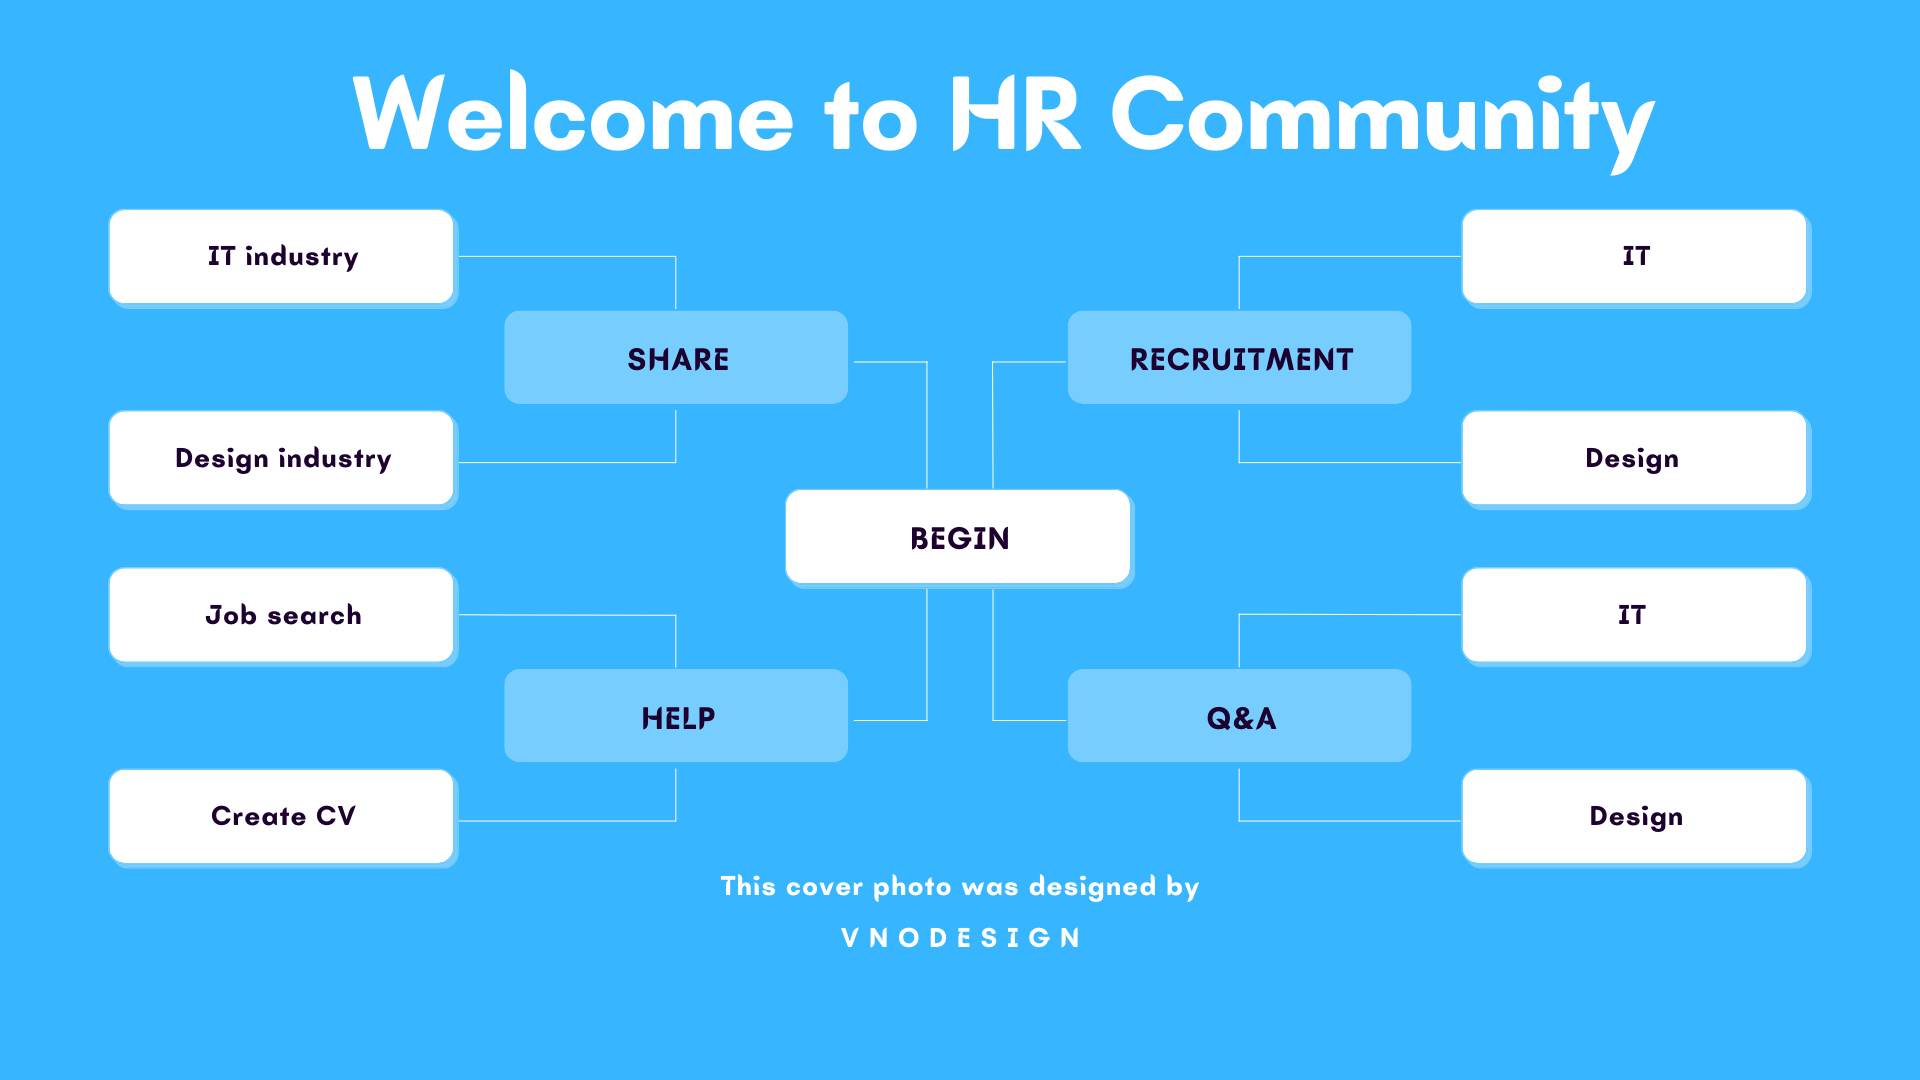 Welcome to HR Community
IT industry
SHARE
Design industry
IT
RECRUITMENT
Design
BEGIN
Job search
HELP
Create CV
IT
Q&A
Design
This cover photo was designed by
VNODESIGN